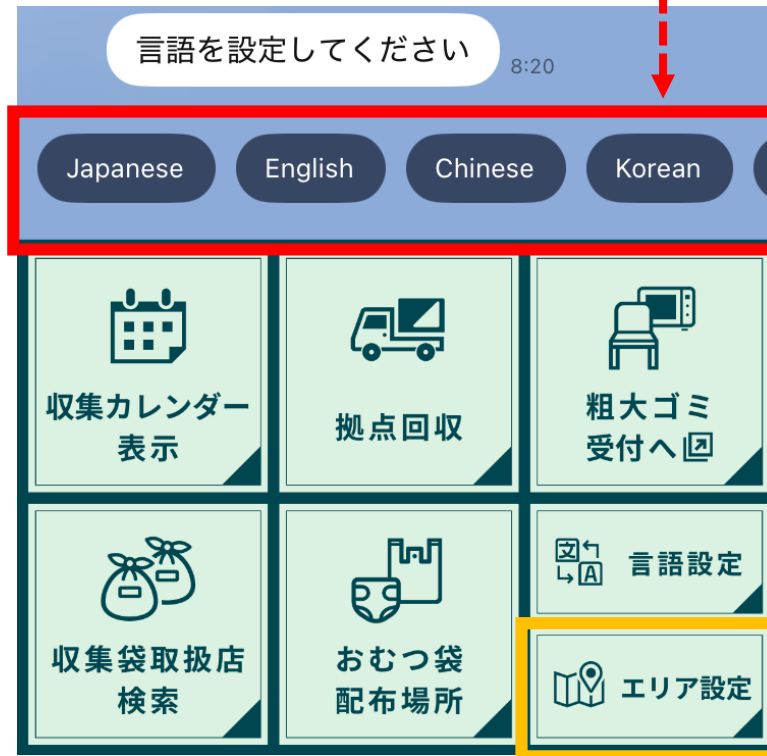 言語を設定してください
8:20
Japanese English Chinese Korean
収集カレンダー
表示
拠点回収
粗大ゴミ
受付へ
収集袋取扱店
検索
おむつ袋
配布場所
文 A 言語設定
エリア設定